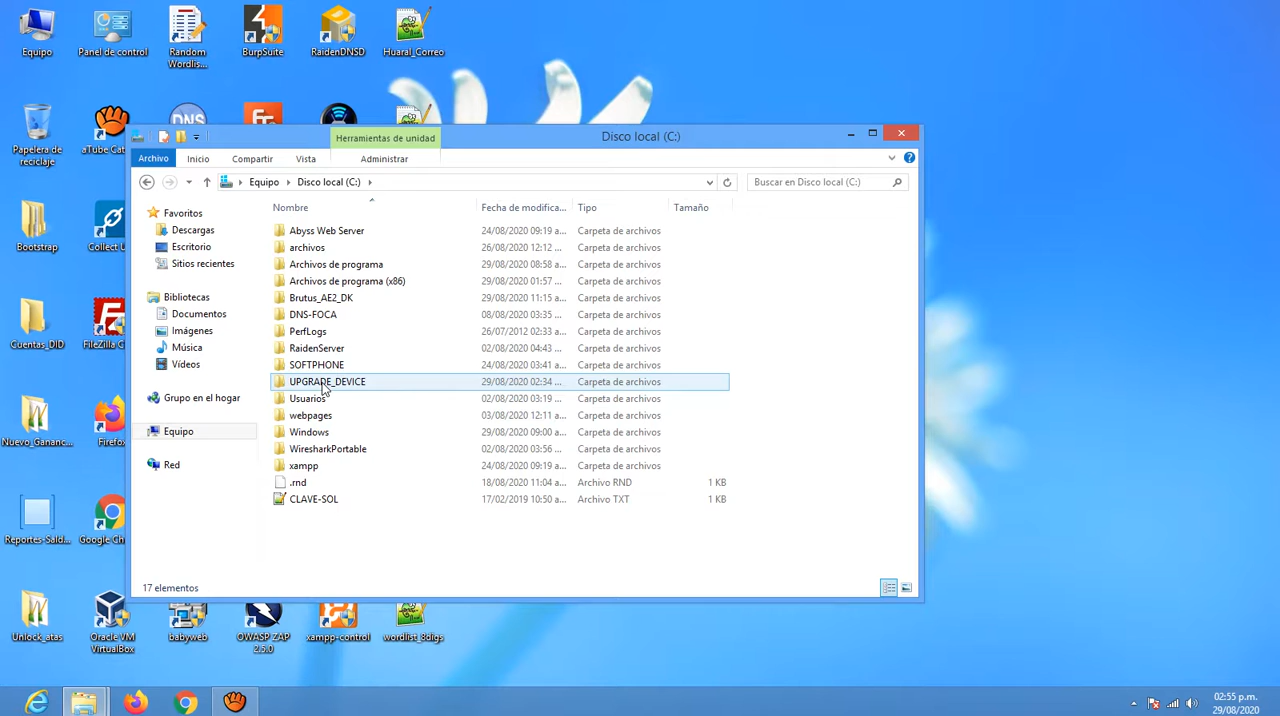 Equipo
Panel de control
Random
Wordlis...
BurpSuite
RaidenDNSD
Huaral_Correo
Papelera de
reciclaje
aTube Cat
DNS
Bootstrap
Collect U
Cuentas_DID
FileZilla C
Nuevo_Gananc...
Firefox
Reportes-Sald...
Google Ch
Unlock_atas
Oracle VM
VirtualBox
babyweb
OWASP ZAP
2.5.0
xampp-control
wordlist_8digs
Herramientas de unidad
Disco local (C:)
Archivo
Inicio
Compartir
Vista
Administrar
Equipo
Disco local (C:)
Buscar en Disco local (C:)
Favoritos
Descargas
Escritorio
Sitios recientes
Bibliotecas
Documentos
Imágenes
Música
Vídeos
Grupo en el hogar
Equipo
Red
Nombre Fecha de modifica... Tipo Tamaño
Abyss Web Server 24/08/2020 09:19 a... Carpeta de archivos
archivos 26/08/2020 12:12 ... Carpeta de archivos
Archivos de programa 29/08/2020 08:58 a... Carpeta de archivos
Archivos de programa (x86) 29/08/2020 01:57 ... Carpeta de archivos
Brutus_AE2_DK 29/08/2020 11:15 a... Carpeta de archivos
DNS-FOCA 08/08/2020 03:35 ... Carpeta de archivos
PerfLogs 26/07/2012 02:33 a... Carpeta de archivos
RaidenServer 02/08/2020 04:43 ... Carpeta de archivos
SOFTPHONE 24/08/2020 03:41 a... Carpeta de archivos
UPGRADE_DEVICE 29/08/2020 02:34 ... Carpeta de archivos
Usuarios 02/08/2020 03:19 ... Carpeta de archivos
webpages 03/08/2020 12:11 a... Carpeta de archivos
Windows 29/08/2020 09:00 a... Carpeta de archivos
WiresharkPortable 02/08/2020 03:56 ... Carpeta de archivos
xampp 24/08/2020 09:19 a... Carpeta de archivos
.rnd 18/08/2020 11:04 a... Archivo RND 1 KB
CLAVE-SOL 17/02/2019 10:50 a... Archivo TXT 1 KB
17 elementos
02:55 p.m.
29/08/2020